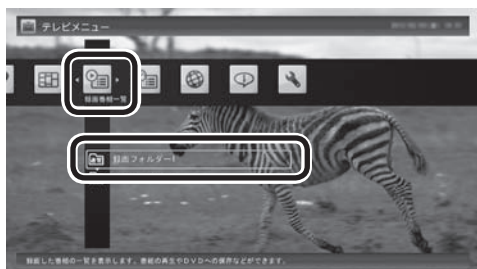 テレビメニュー
録画番組一覧
録画フォルダー1
録画した番組の一覧を表示します。番組の再生やDVDへの保存などができます。